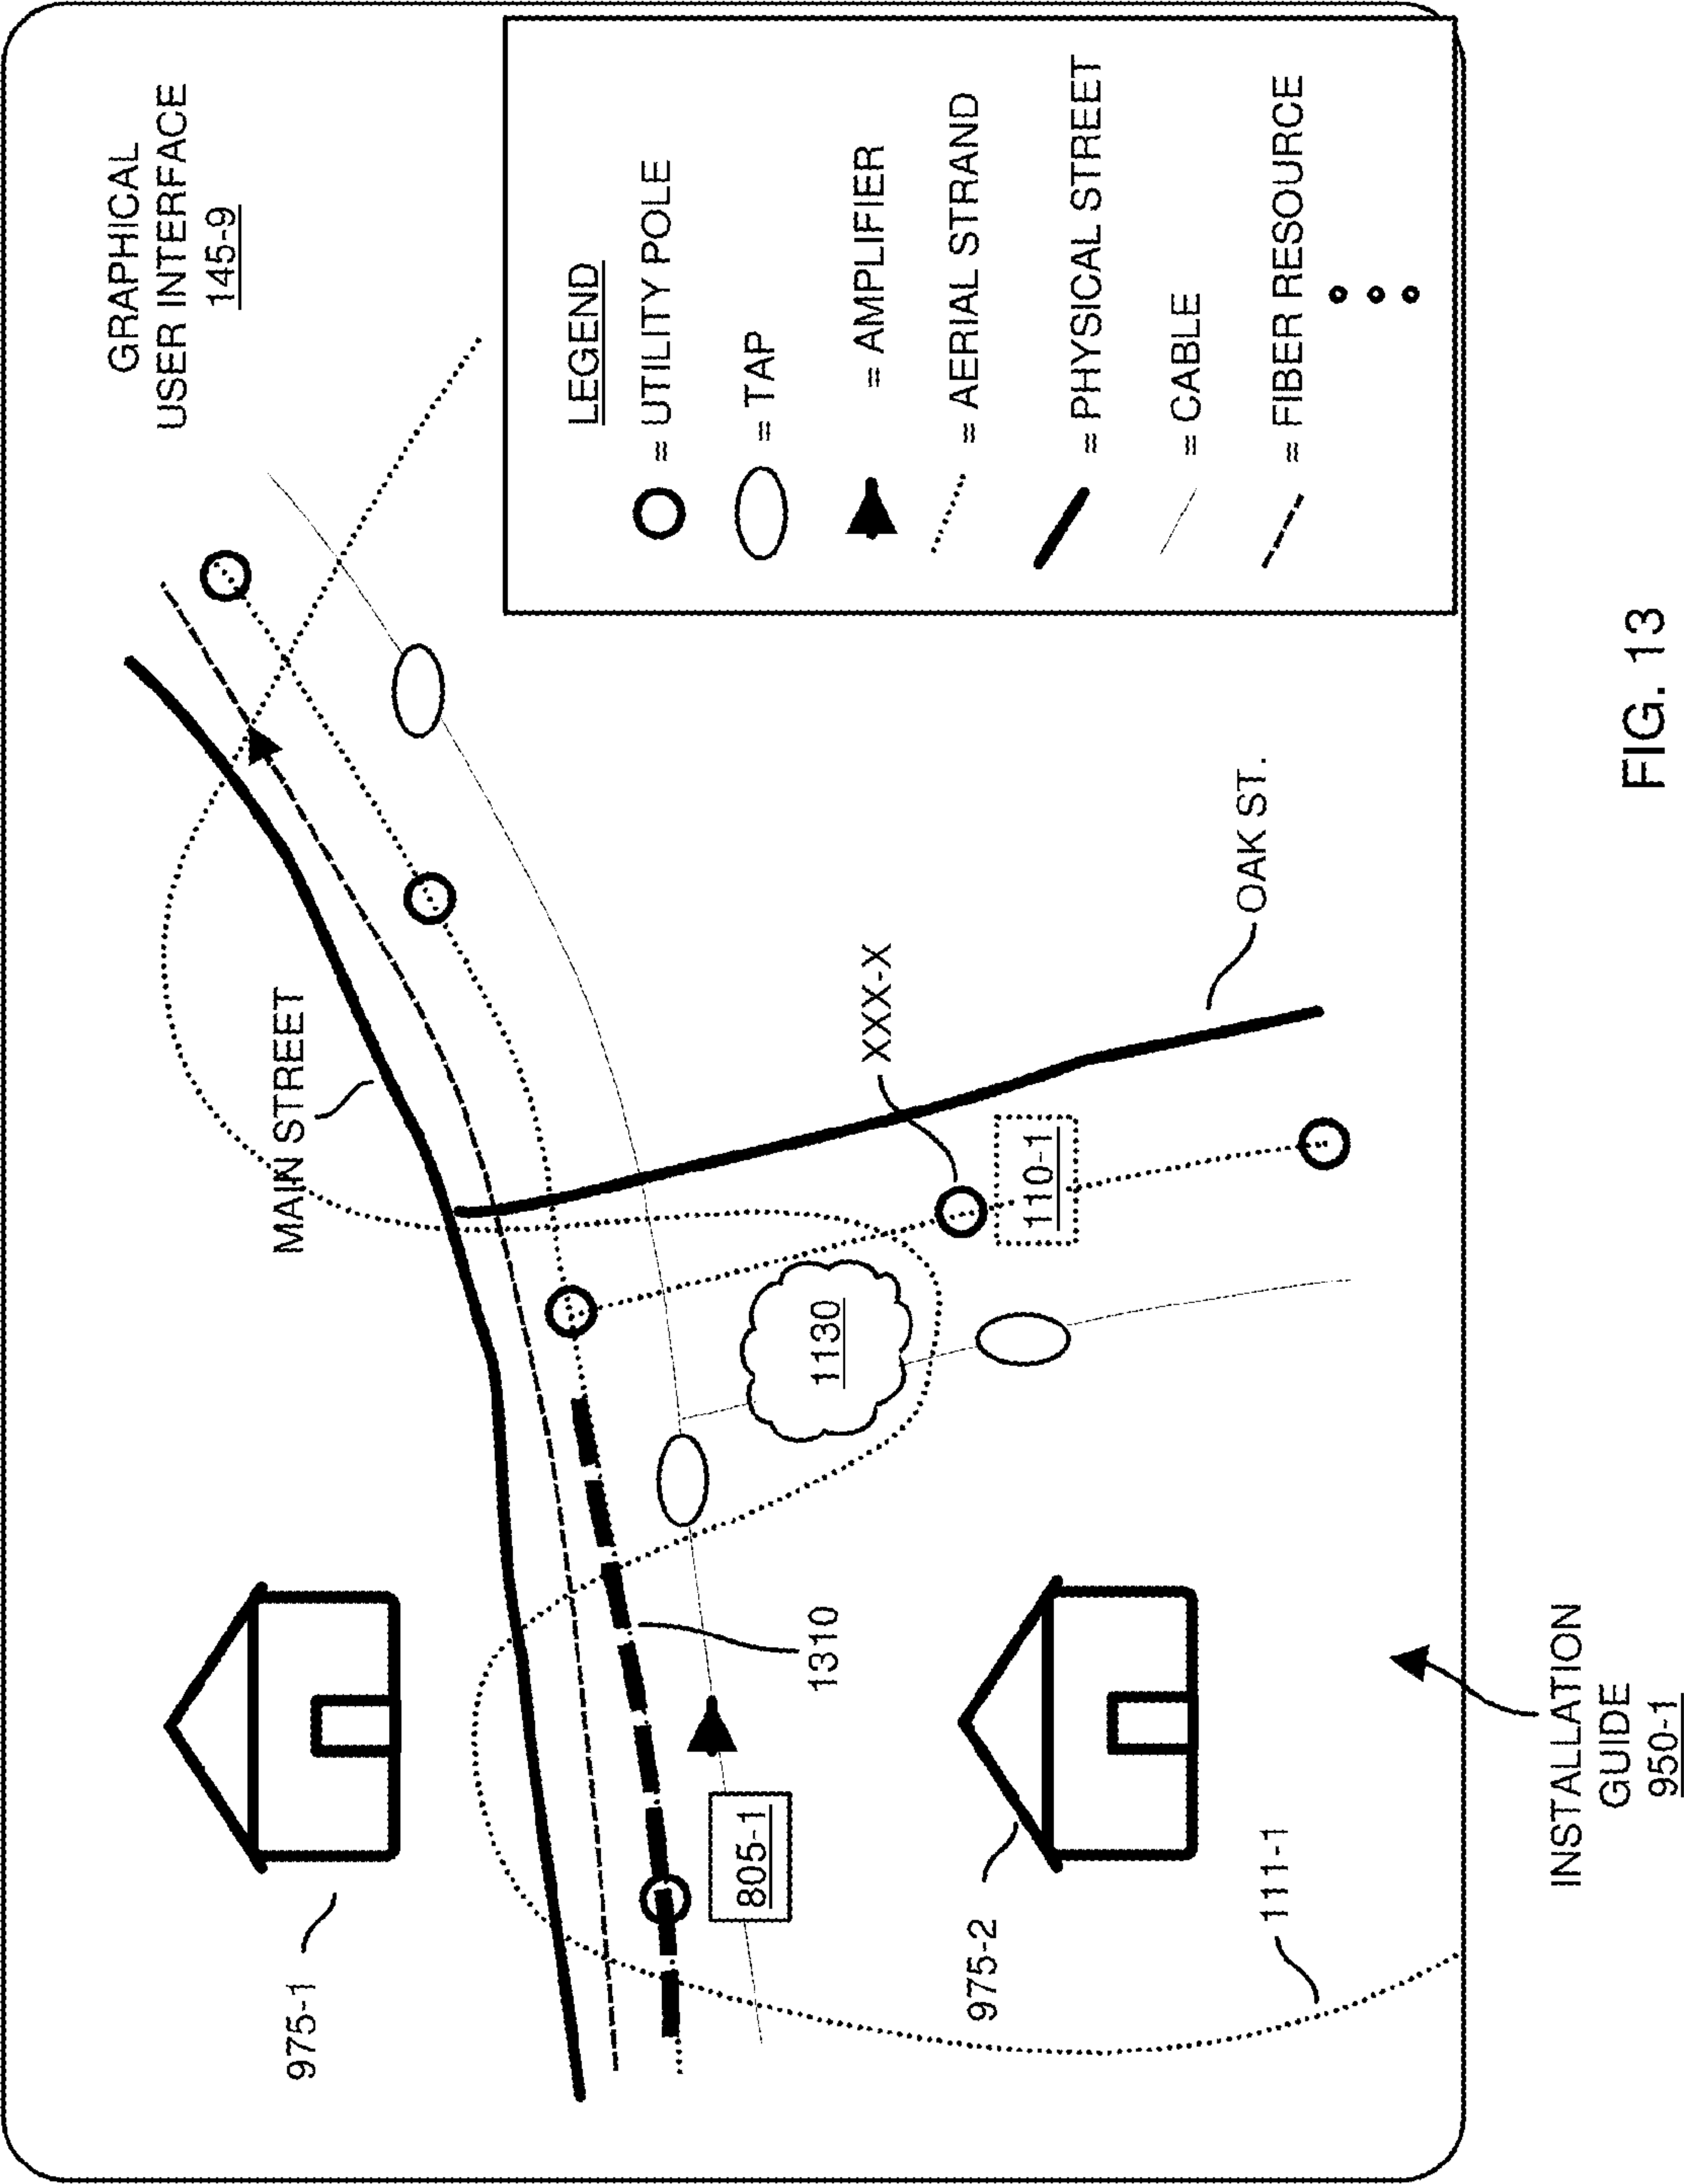 GRAPHICAL
USER INTERFACE
145-9
LEGEND
= UTILITY POLE
= TAP
= AMPLIFIER
= AERIAL STRAND
= PHYSICAL STREET
= CABLE
= FIBER RESOURCE
MAIN STREET
975-1
XXX-X
110-1
1130
OAK ST.
1310
805-1
975-2
111-1
INSTALLATION
GUIDE
950-1
FIG. 13